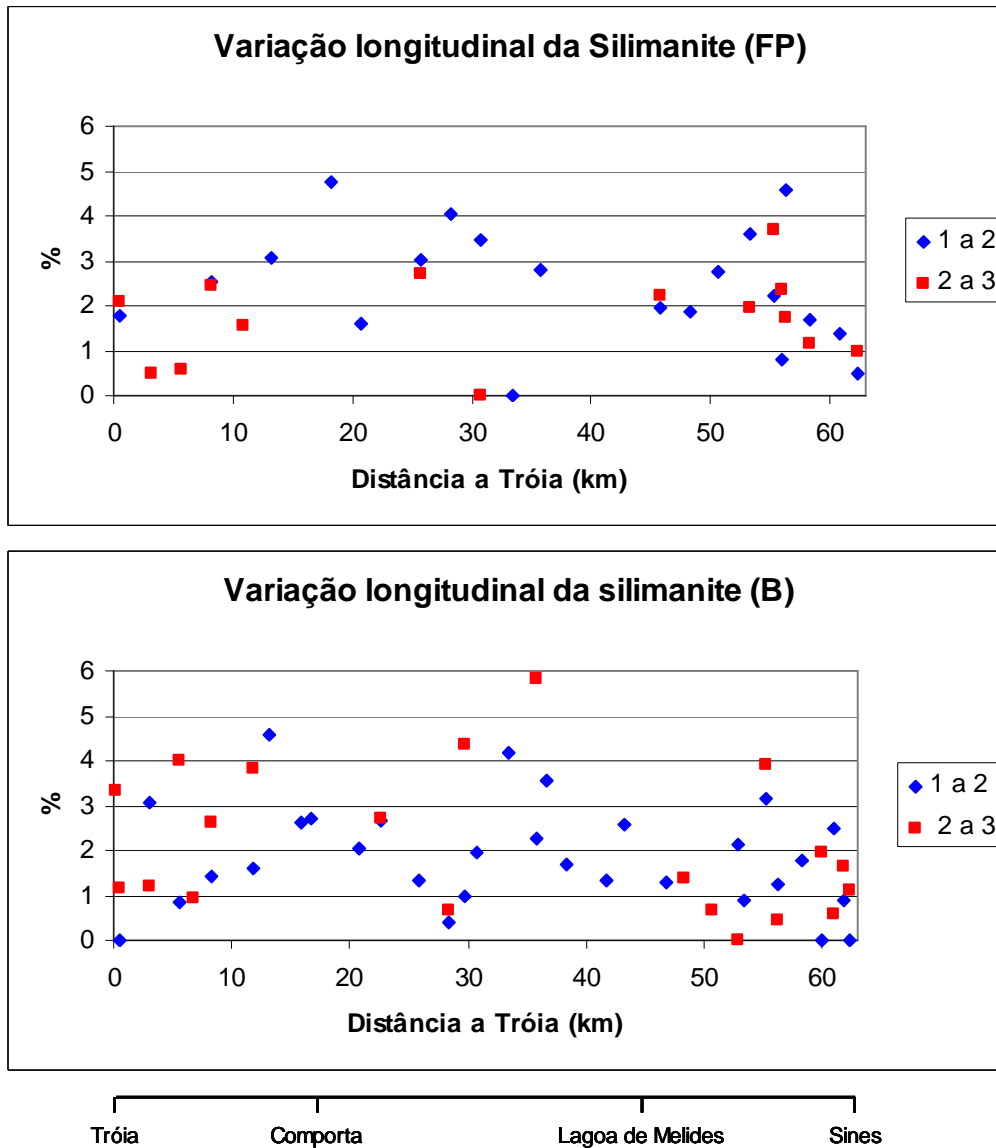 Variação longitudinal da Silimanite (FP)
6
5
4
3
2
1
0
%
0 10 20 30 40 50 60
Distância a Tróia (km)
1 a 2
2 a 3
Variação longitudinal da silimanite (B)
6
5
4
3
2
1
0
%
0 10 20 30 40 50 60
Distância a Tróia (km)
1 a 2
2 a 3
Tróia Comporta Lagoa de Melides Sines